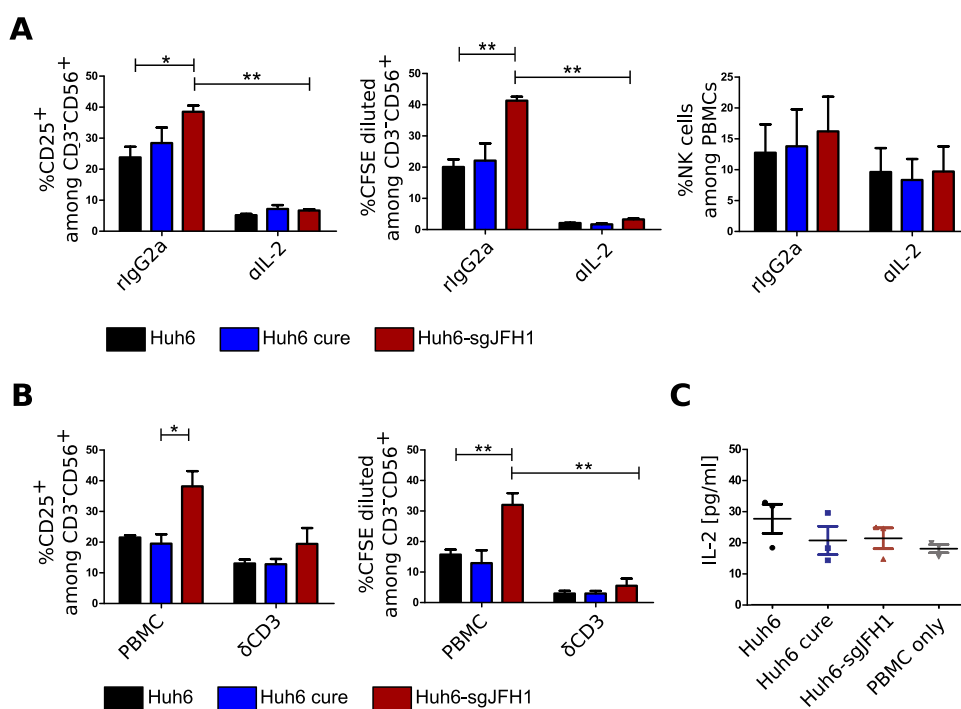 A
%CD25+
among CD3-CD56+
50
40
30
20
10
0
*
**
rIgG2a
αIL-2
%CFSE diluted
among CD3-CD56+
50
40
30
20
10
0
**
**
rIgG2a
αIL-2
%NK cells
among PBMCs
25
20
15
10
5
0
rIgG2a
αIL-2
Huh6
Huh6 cure
Huh6-sgJFH1
B
%CD25+
among CD3-CD56+
50
40
30
20
10
0
*
PBMC
δCD3
%CFSE diluted
among CD3-CD56+
50
40
30
20
10
0
**
**
PBMC
δCD3
Huh6
Huh6 cure
Huh6-sgJFH1
C
IL-2 [pg/ml]
50
40
30
20
10
0
Huh6
Huh6 cure
Huh6-sgJFH1
PBMC only